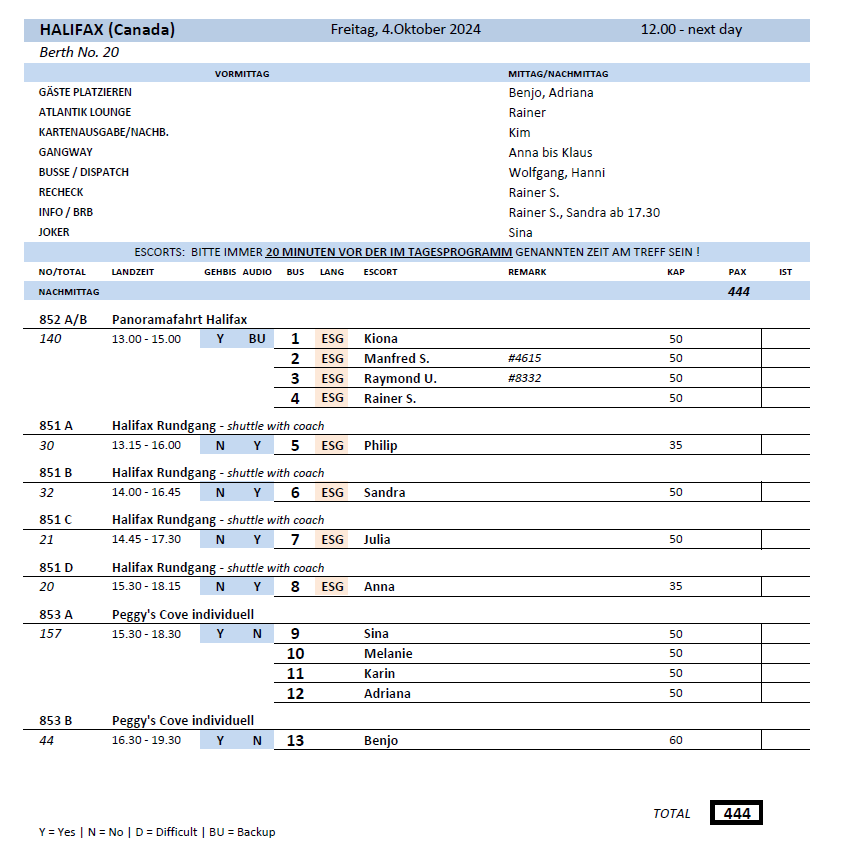 HALIFAX (Canada) Freitag, 4.Oktober 2024 12.00 - next day
Berth No. 20
VORMITTAG MITTAG/NACHMITTAG
GÄSTE PLATZIEREN Benjo, Adriana
ATLANTIK LOUNGE Rainer
KARTENAUSGABE/NACHB. Kim
GANGWAY Anna bis Klaus
BUSSE / DISPATCH Wolfgang, Hanni
RECHECK Rainer S.
INFO / BRB Rainer S., Sandra ab 17.30
JOKER Sina
ESCORTS: BITTE IMMER 20 MINUTEN VOR DER IM TAGESPROGRAMM GENANNTEN ZEIT AM TREFF SEIN !
NO/TOTAL LANDZEIT GEHBIS AUDIO BUS LANG ESCORT REMARK KAP PAX IST
NACHMITTAG 444
852 A/B Panoramafahrt Halifax
140 13.00 - 15.00 Y BU 1 ESG Kiona 50
2 ESG Manfred S. #4615 50
3 ESG Raymond U. #8332 50
4 ESG Rainer S. 50
851 A Halifax Rundgang - shuttle with coach
30 13.15 - 16.00 N Y 5 ESG Philip 35
851 B Halifax Rundgang - shuttle with coach
32 14.00 - 16.45 N Y 6 ESG Sandra 50
851 C Halifax Rundgang - shuttle with coach
21 14.45 - 17.30 N Y 7 ESG Julia 50
851 D Halifax Rundgang - shuttle with coach
20 15.30 - 18.15 N Y 8 ESG Anna 35
853 A Peggy's Cove individuell
157 15.30 - 18.30 Y N 9 Sina 50
10 Melanie 50
11 Karin 50
12 Adriana 50
853 B Peggy's Cove individuell
44 16.30 - 19.30 Y N 13 Benjo 60
TOTAL 444
Y = Yes | N = No | D = Difficult | BU = Backup